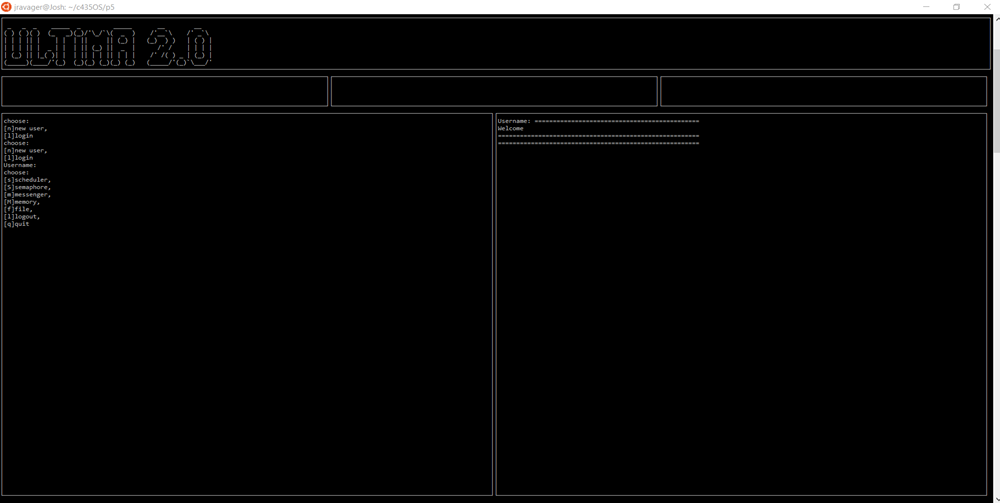 jravager@Josh: ~/c435OS/p5
ULTIMA 2.0
choose:
[n]new user,
[l]login
choose:
[n]new user,
[l]login
Username:
choose:
[s]scheduler,
[S]semaphore,
[m]messenger,
[M]memory,
[f]file,
[l]logout,
[q]quit
Username: =============================================
Welcome
=======================================================
=======================================================